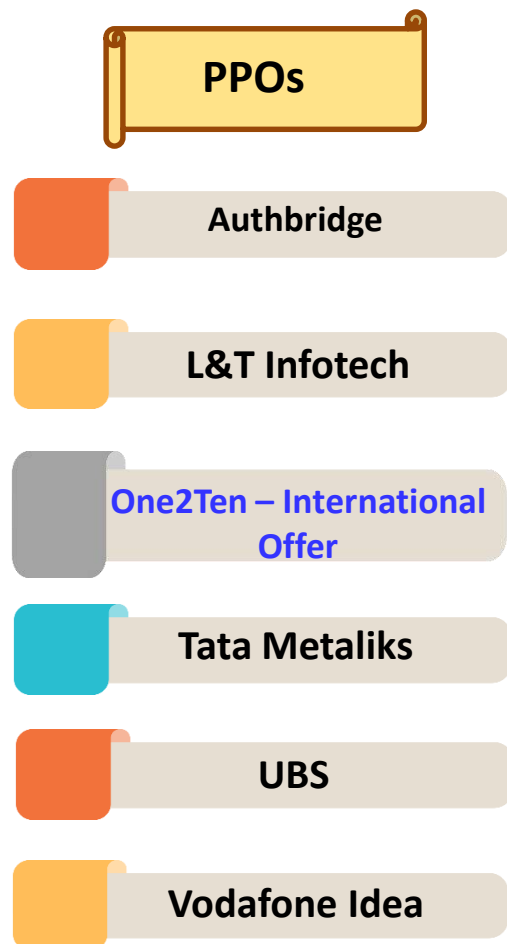 PPOs
Authbridge
L&T Infotech
One2Ten – International
Offer
Tata Metaliks
UBS
Vodafone Idea